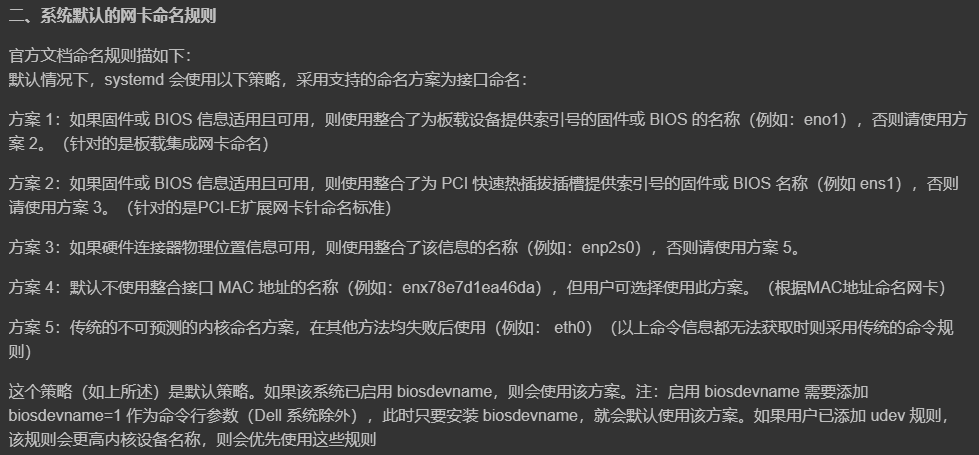 二、系统默认的网卡命名规则
官方文档命名规则描如下：
默认情况下，systemd 会使用以下策略，采用支持的命名方案为接口命名：
方案 1：如果固件或 BIOS 信息适用且可用，则使用整合了为板载设备提供索引号的固件或 BIOS 的名称（例如：eno1），否则请使用方
案 2。（针对的是板载集成网卡命名）
方案 2：如果固件或 BIOS 信息适用且可用，则使用整合了为 PCI 快速热插拔插槽提供索引号的固件或 BIOS 名称（例如 ens1），否则
请使用方案 3。（针对的是PCI-E扩展网卡针命名标准）
方案 3：如果硬件连接器物理位置信息可用，则使用整合了该信息的名称（例如：enp2s0），否则请使用方案 5。
方案 4：默认不使用整合接口 MAC 地址的名称（例如：enx78e7d1ea46da），但用户可选择使用此方案。（根据MAC地址命名网卡）
方案 5：传统的不可预测的内核命名方案，在其他方法均失败后使用（例如： eth0）（以上命令信息都无法获取时则采用传统的命令规
则）
这个策略（如上所述）是默认策略。如果该系统已启用 biosdevname，则会使用该方案。注：启用 biosdevname 需要添加
biosdevname=1 作为命令行参数（Dell 系统除外），此时只要安装 biosdevname，就会默认使用该方案。如果用户已添加 udev 规则，
该规则会更高内核设备名称，则会优先使用这些规则